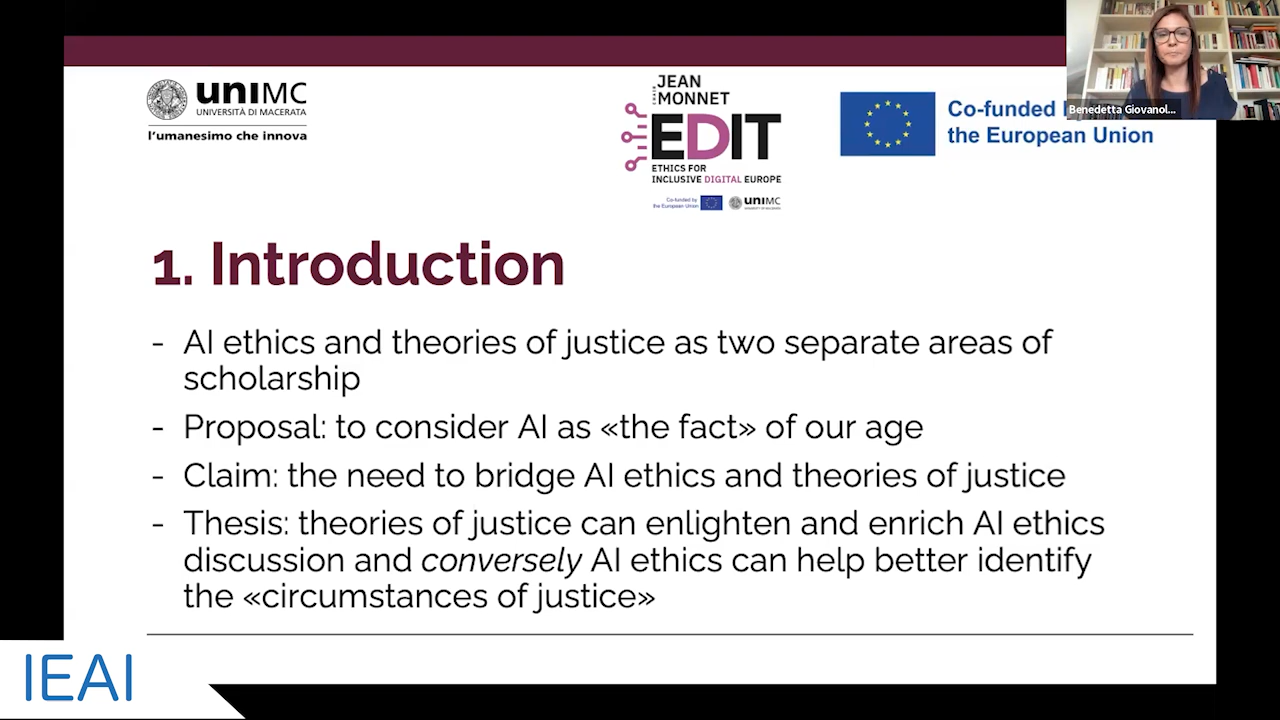 uniMC
UNIVERSITÀ DI MACERATA
l'umanesimo che innova
JEAN
MONNET
EDIT
ETHICS FOR
INCLUSIVE DIGITAL EUROPE
Co-funded by
the European Union
uniMC
Co-funded
the European Union
Benedetta Giovanol...
1. Introduction
- AI ethics and theories of justice as two separate areas of
scholarship
- Proposal: to consider AI as «the fact» of our age
- Claim: the need to bridge AI ethics and theories of justice
- Thesis: theories of justice can enlighten and enrich AI ethics
discussion and conversely AI ethics can help better identify
the «circumstances of justice»
IEAI